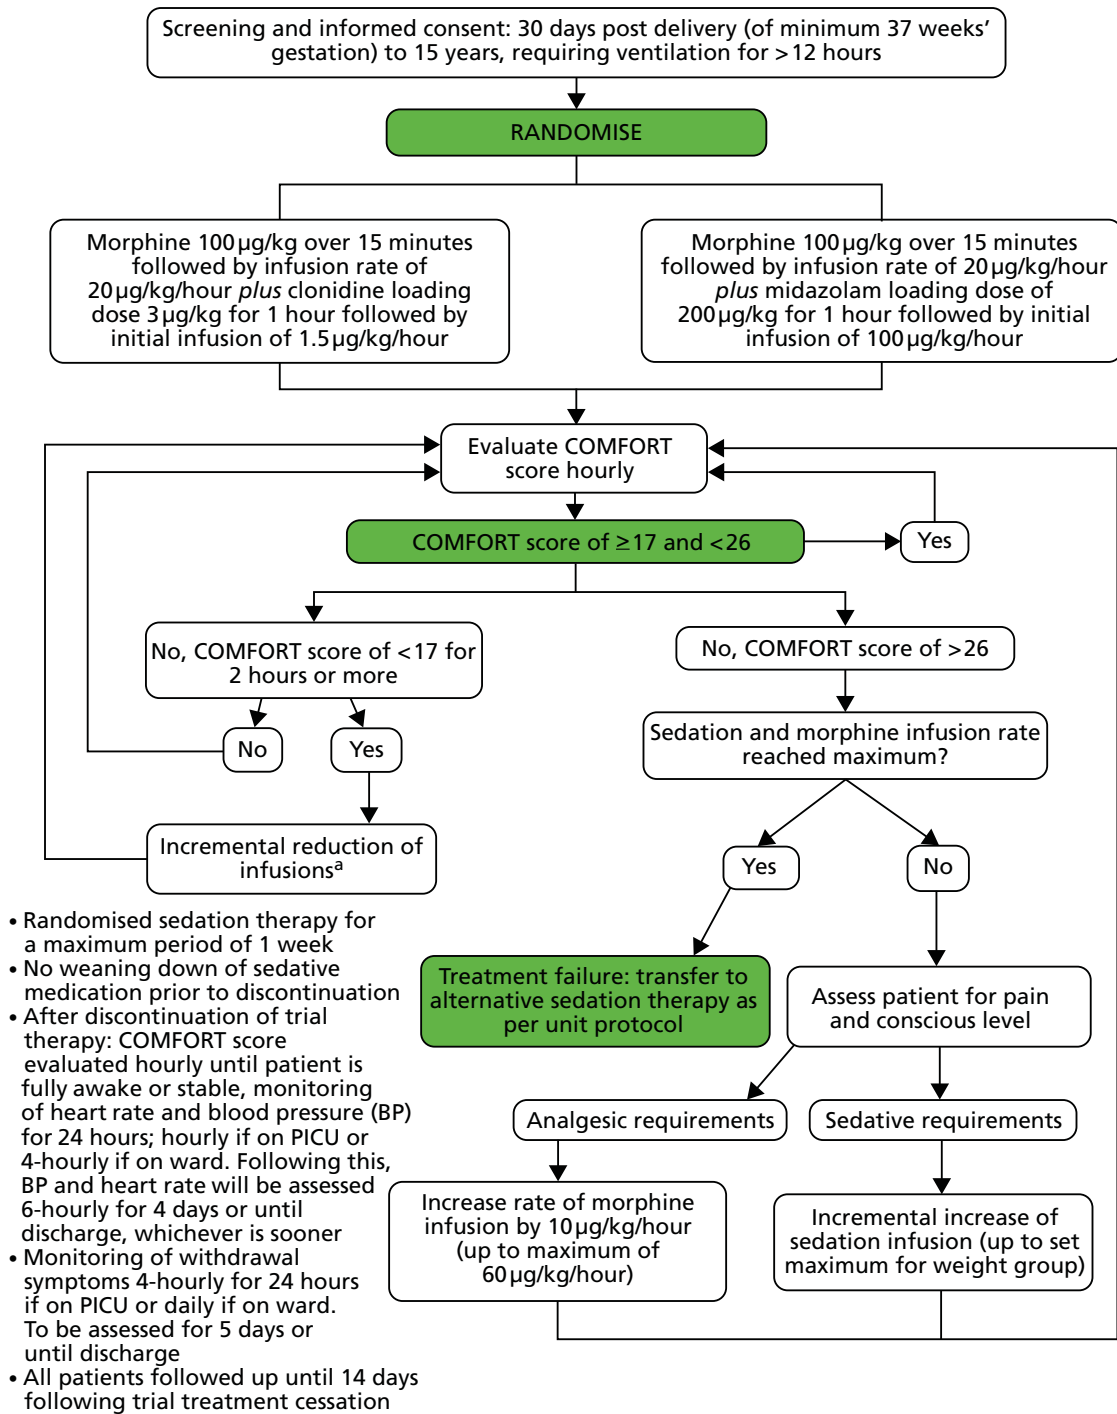 Screening and informed consent: 30 days post delivery (of minimum 37 weeks’
gestation) to 15 years, requiring ventilation for >12 hours
RANDOMISE
Morphine 100 µg/kg over 15 minutes
followed by infusion rate of
20 µg/kg/hour plus clonidine loading
dose 3 µg/kg for 1 hour followed by
initial infusion of 1.5 µg/kg/hour
Morphine 100 µg/kg over 15 minutes
followed by infusion rate of 20 µg/kg/hour
plus midazolam loading dose of
200 µg/kg for 1 hour followed by initial
infusion of 100 µg/kg/hour
Evaluate COMFORT
score hourly
COMFORT score of ≥17 and <26
Yes
No, COMFORT score of <17 for
2 hours or more
No, COMFORT score of >26
No
Yes
Sedation and morphine infusion rate
reached maximum?
Incremental reduction of
infusionsᵃ
Yes
No
Treatment failure: transfer to
alternative sedation therapy as
per unit protocol
Assess patient for pain
and conscious level
Analgesic requirements
Sedative requirements
Increase rate of morphine
infusion by 10 µg/kg/hour
(up to maximum of
60 µg/kg/hour)
Incremental increase of
sedation infusion (up to set
maximum for weight group)
• Randomised sedation therapy for
a maximum period of 1 week
• No weaning down of sedative
medication prior to discontinuation
• After discontinuation of trial
therapy: COMFORT score
evaluated hourly until patient is
fully awake or stable, monitoring
of heart rate and blood pressure (BP)
for 24 hours; hourly if on PICU or
4-hourly if on ward. Following this,
BP and heart rate will be assessed
6-hourly for 4 days or until
discharge, whichever is sooner
• Monitoring of withdrawal
symptoms 4-hourly for 24 hours
if on PICU or daily if on ward.
To be assessed for 5 days or
until discharge
• All patients followed up until 14 days
following trial treatment cessation